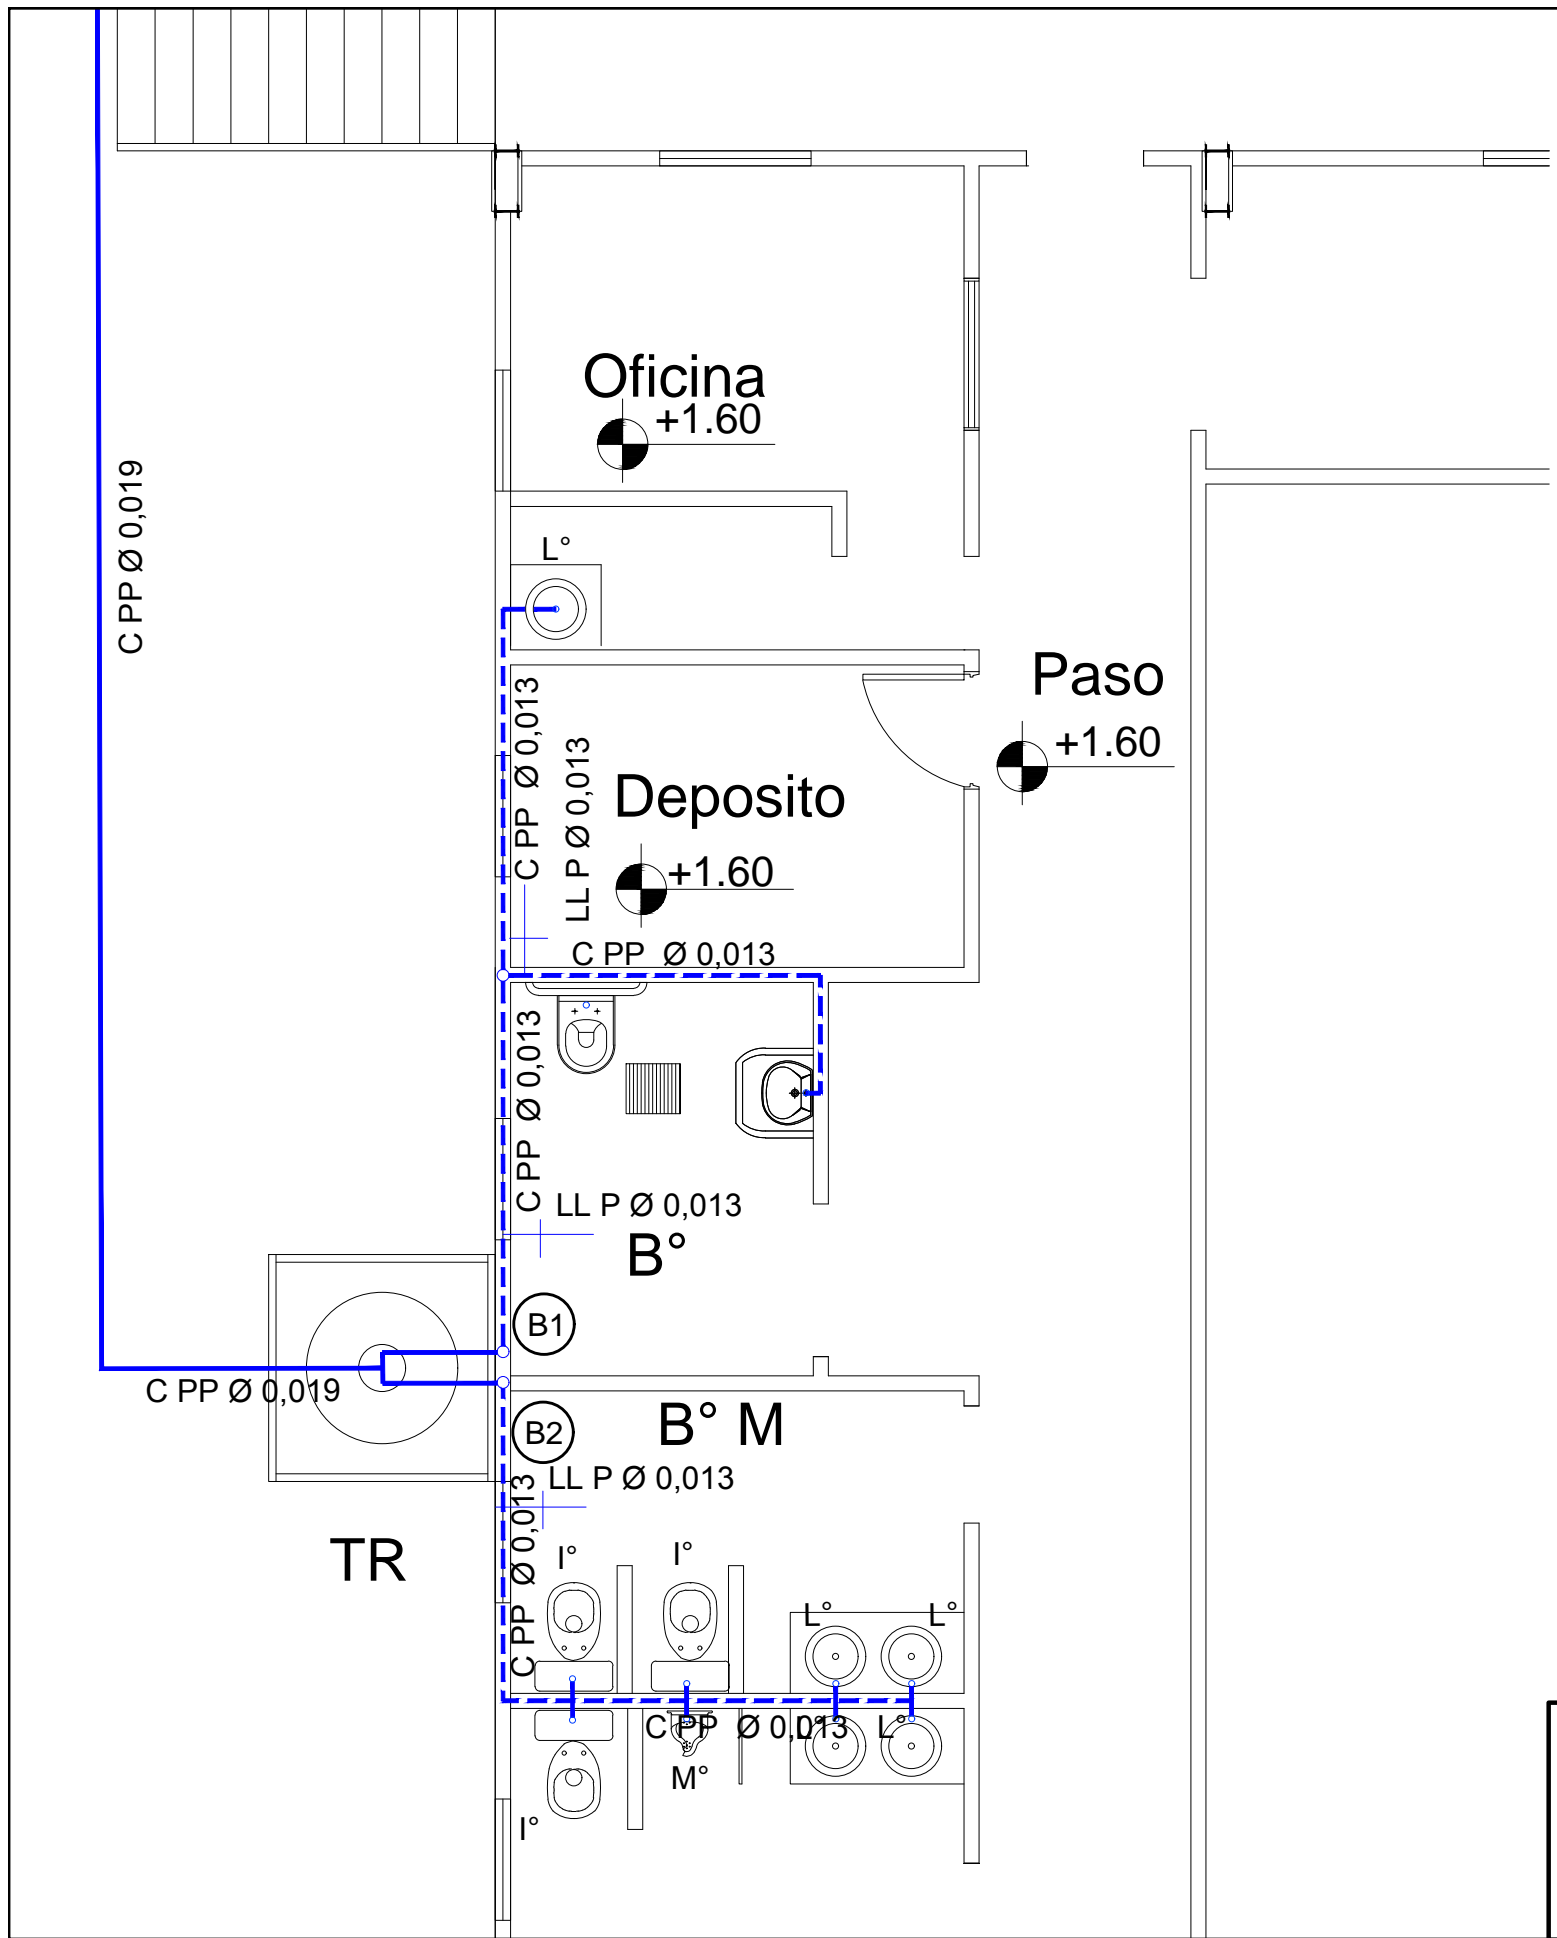 Oficina
+1.60
C PP Ø 0,019
L°
Paso
+1.60
C PP Ø 0,013
LL P Ø 0,013
Deposito
+1.60
C PP Ø 0,013
C PP Ø 0,013
LL P Ø 0,013
B°
B1
C PP Ø 0,019
B2
B° M
LL P Ø 0,013
C PP Ø 0,013
TR
I°
I°
L°
L°
C PP Ø 0,013
L°
L°
M°
I°